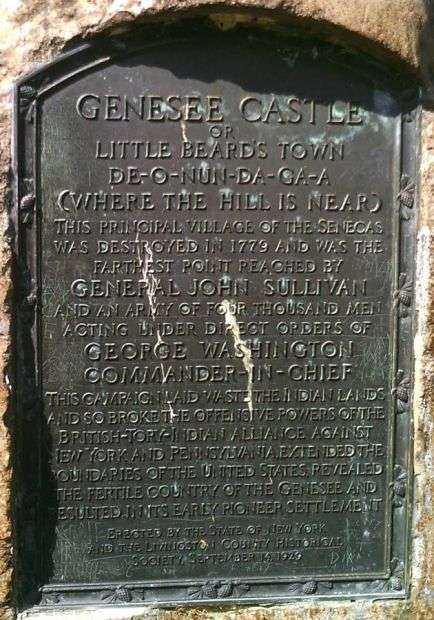 GENESEE CASTLE
OR
LITTLE BEARD'S TOWN
DE-O-NUN-DA-GA-A
(WHERE THE HILL IS NEAR)
THIS PRINCIPAL VILLAGE OF THE SENECAS
WAS DESTROYED IN 1779 AND WAS THE
FARTHEST POINT REACHED BY
GENERAL JOHN SULLIVAN
AND AN ARMY OF FOUR THOUSAND MEN
ACTING UNDER DIRECT ORDERS OF
GEORGE WASHINGTON
COMMANDER-IN-CHIEF
THIS CAMPAIGN LAID WASTE THE INDIAN LANDS
AND SO BROKE THE OFFENSIVE POWERS OF THE
BRITISH-TORY-INDIAN ALLIANCE AGAINST
NEW YORK AND PENNSYLVANIA, EXTENDED THE
BOUNDARIES OF THE UNITED STATES, REVEALED
THE FERTILE COUNTRY OF THE GENESEE AND
RESULTED IN ITS EARLY PIONEER SETTLEMENT
ERECTED BY THE STATE OF NEW YORK
AND THE LIVINGSTON COUNTY HISTORICAL
SOCIETY, SEPTEMBER 14, 1929